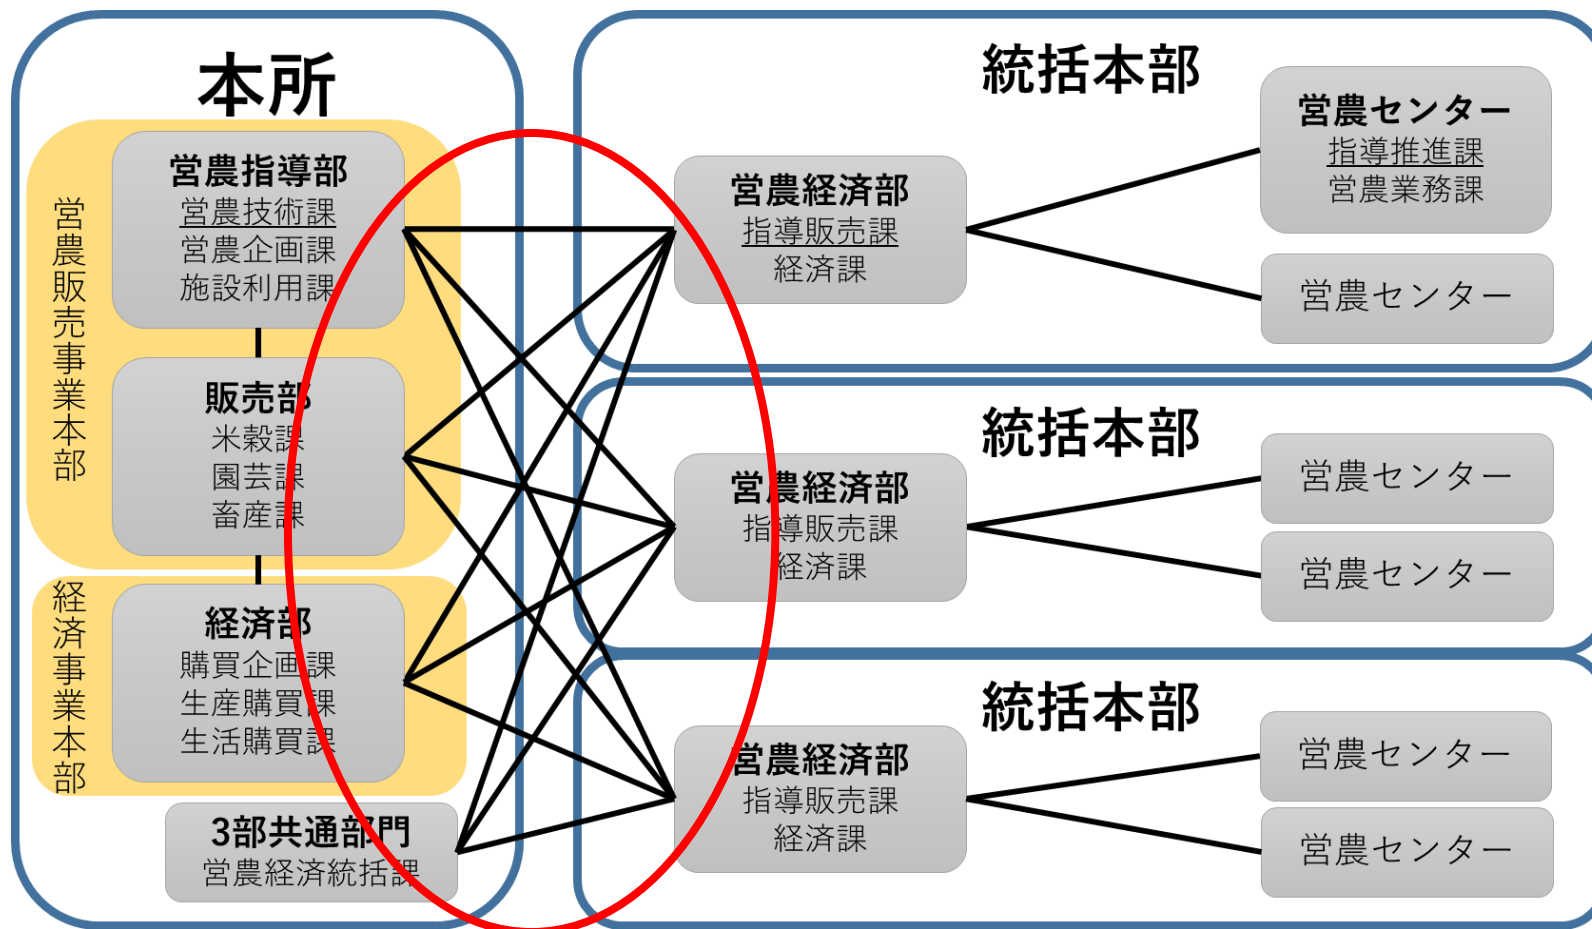 本所
営農販売事業本部
営農指導部
営農技術課
営農企画課
施設利用課
販売部
米穀課
園芸課
畜産課
経済事業本部
経済部
購買企画課
生産購買課
生活購買課
3部共通部門
営農経済統括課
統括本部
営農経済部
指導販売課
経済課
営農センター
指導推進課
営農業務課
営農センター
統括本部
営農経済部
指導販売課
経済課
営農センター
営農センター
統括本部
営農経済部
指導販売課
経済課
営農センター
営農センター